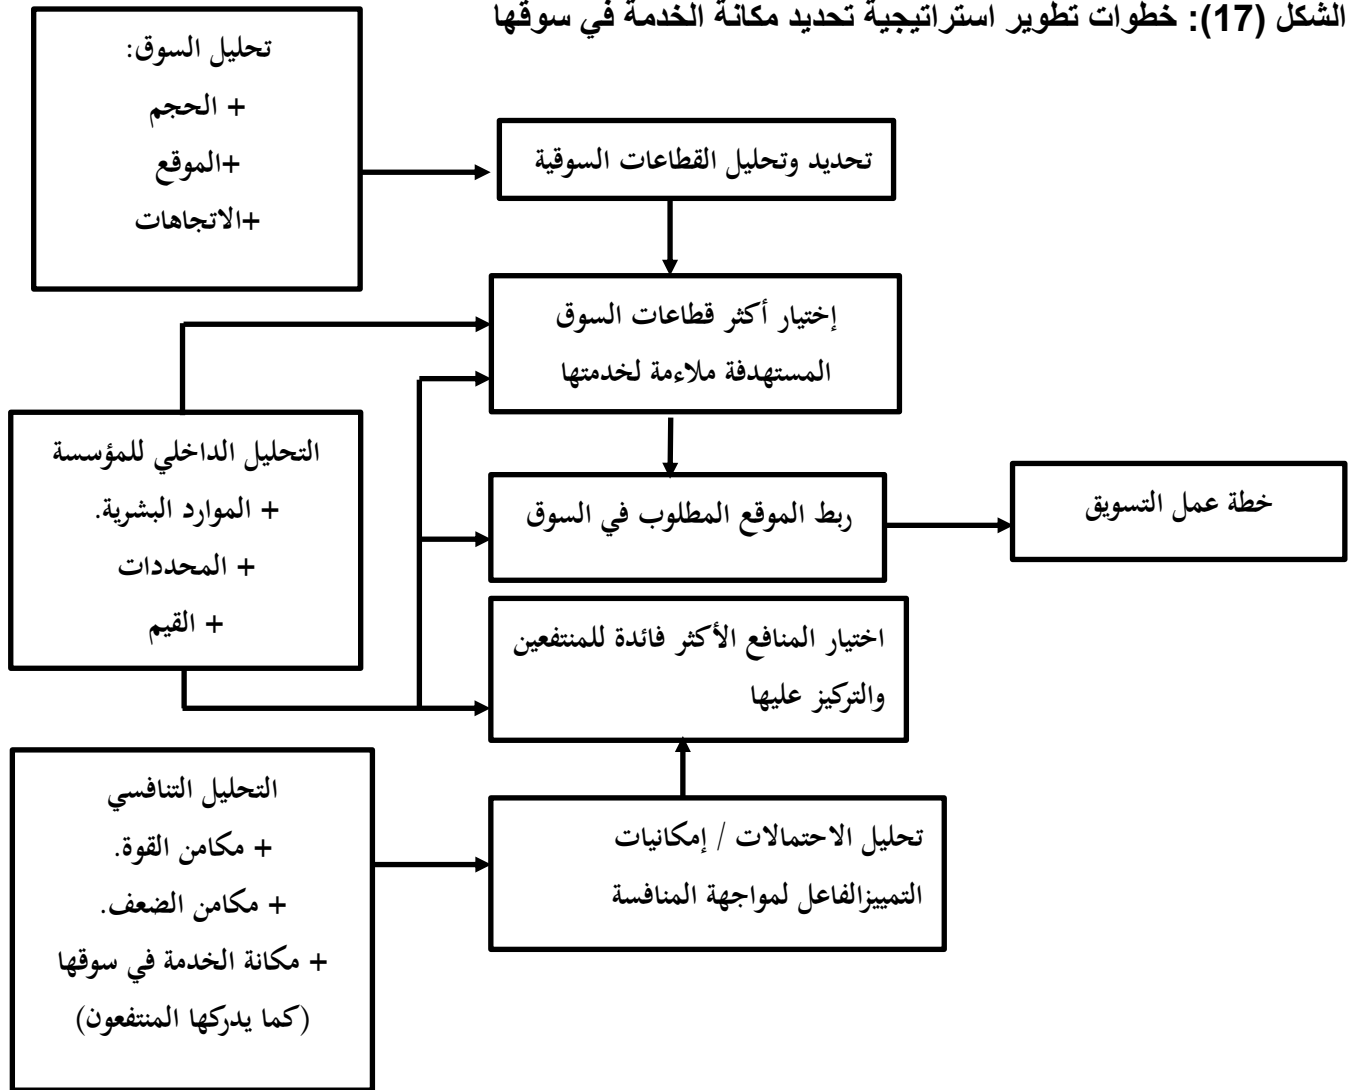 الشكل (17): خطوات تطوير استراتيجية تحديد مكانة الخدمة في سوقها
تحليل السوق:
+ الحجم
+الموقع
+الاتجاهات
تحديد وتحليل القطاعات السوقية
إختيار أكثر قطاعات السوق
المستهدفة ملاءمة لخدمتها
التحليل الداخلي للمؤسسة
+ الموارد البشرية.
+ المحددات
+ القيم
ربط الموقع المطلوب في السوق
خطة عمل التسويق
اختيار المنافع الأكثر فائدة للمنتفعين
والتركيز عليها
التحليل التنافسي
+ مكامن القوة.
+ مكامن الضعف.
+ مكانة الخدمة في سوقها
(كما يدركها المنتفعون)
تحليل الاحتمالات / إمكانيات
التمييزالفاعل لمواجهة المنافسة